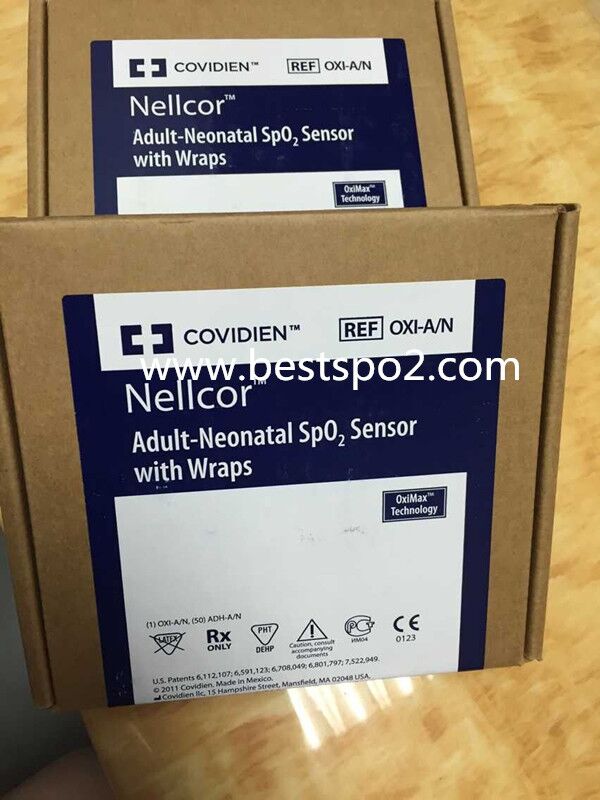 COVIDIEN™ REF OXI-A/N
Nellcor™
Adult-Neonatal SpO₂ Sensor
with Wraps
OxiMax™
Technology
COVIDIEN™ REF OXI-A/N
www.bestspo2.com
Nellcor™
Adult-Neonatal SpO₂ Sensor
with Wraps
OxiMax™
Technology
(1) OXI-A/N, (50) ADH-A/N
LATEX
Rx
ONLY
PHT
DEHP
Caution, consult
accompanying
documents
ИМ04
CE
0123
U.S. Patents 6,112,107; 6,591,123; 6,708,049; 6,801,797; 7,522,949.
© 2011 Covidien. Made in Mexico.
Covidien llc, 15 Hampshire Street, Mansfield, MA 02048 USA.